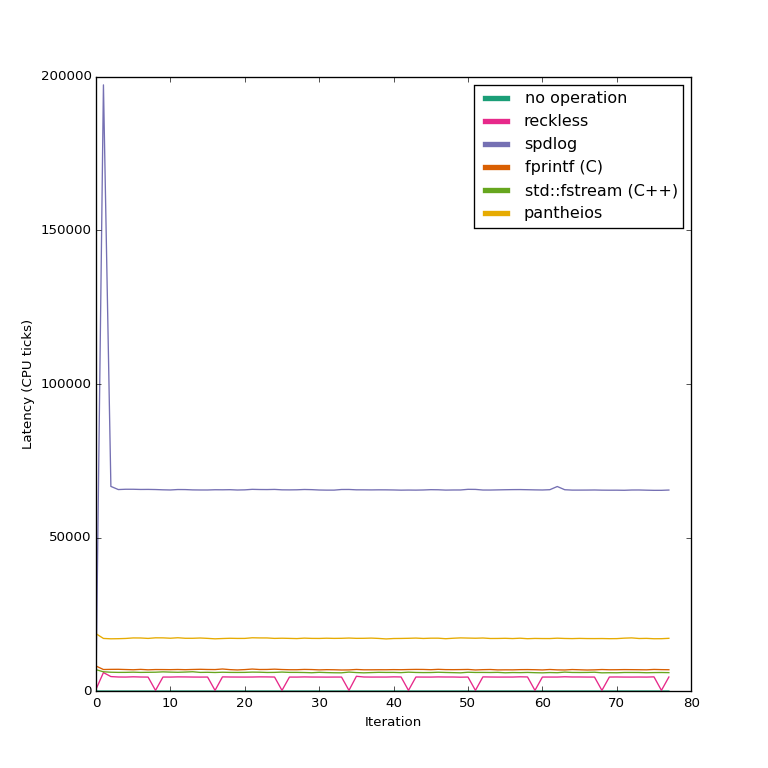 200000
150000
100000
50000
0
Latency (CPU ticks)
no operation
reckless
spdlog
fprintf (C)
std::fstream (C++)
pantheios
0 10 20 30 40 50 60 70 80
Iteration